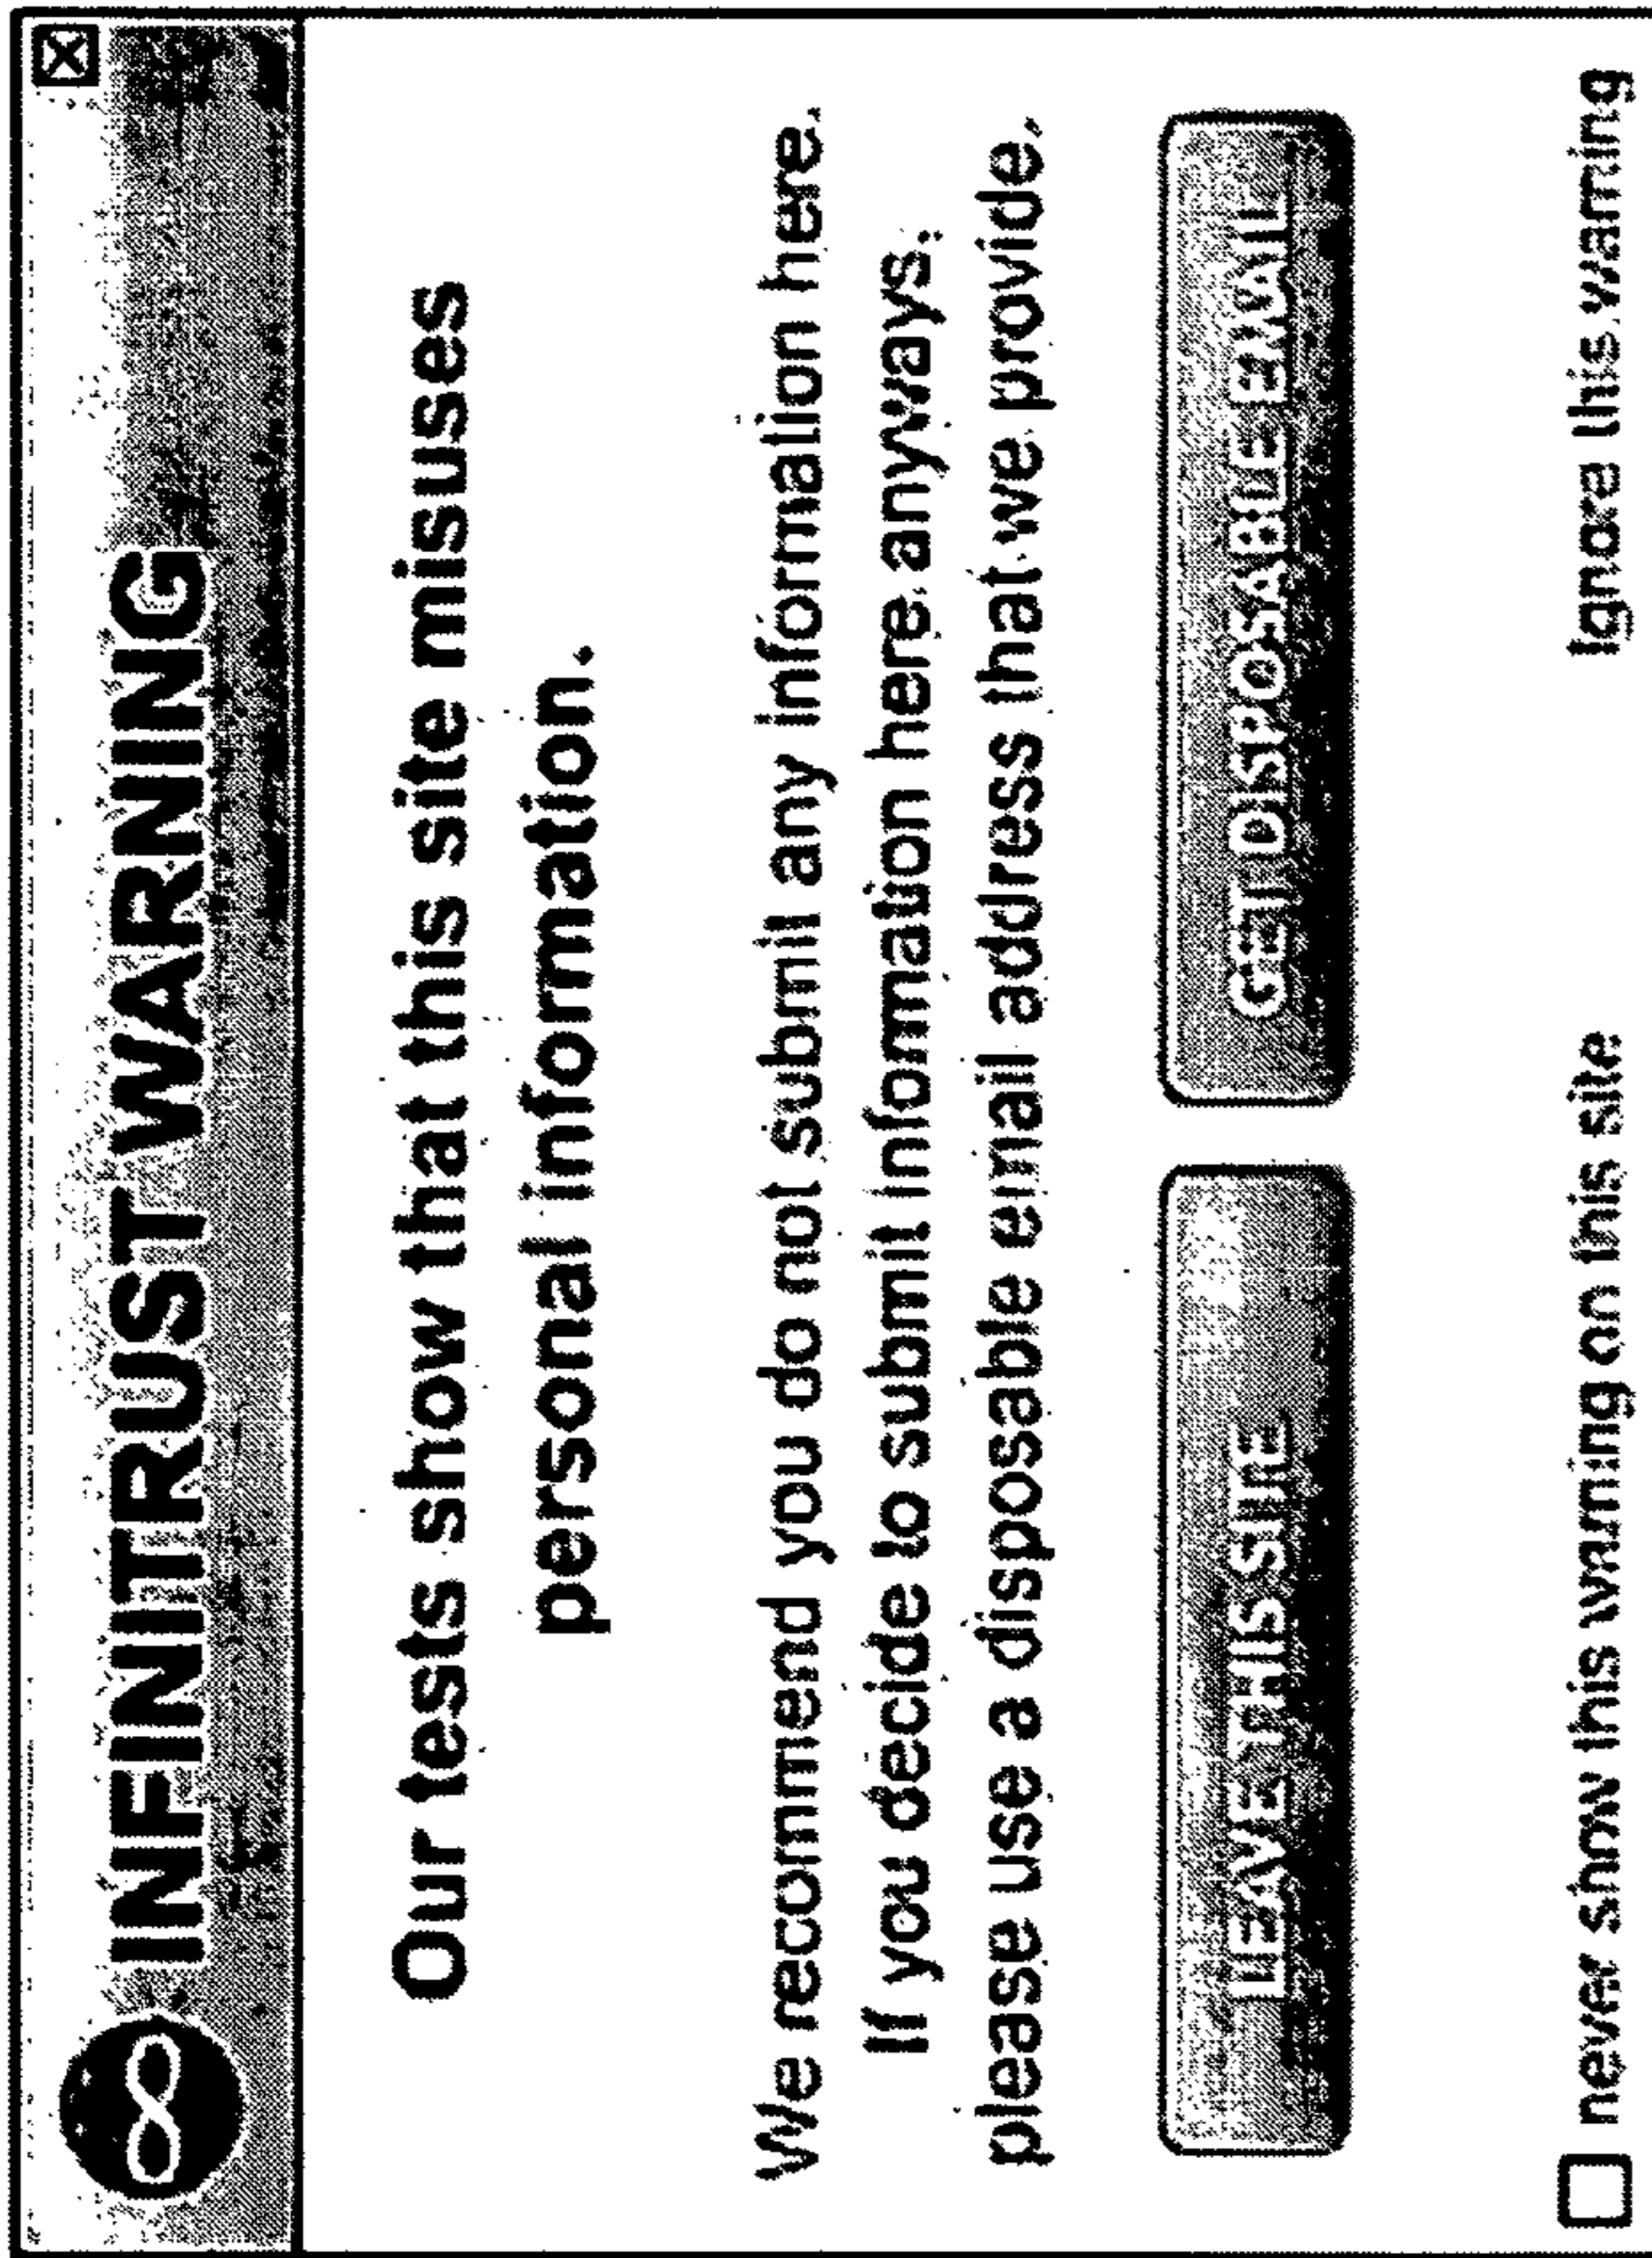 INFINITRUST WARNING
Our tests show that this site misuses
personal information.
We recommend you do not submit any information here.
If you decide to submit information here anyways,
please use a disposable email address that we provide.
LEAVE THIS SITE
GET DISPOSABLE EMAIL
never show this warning on this site
Ignore this warning